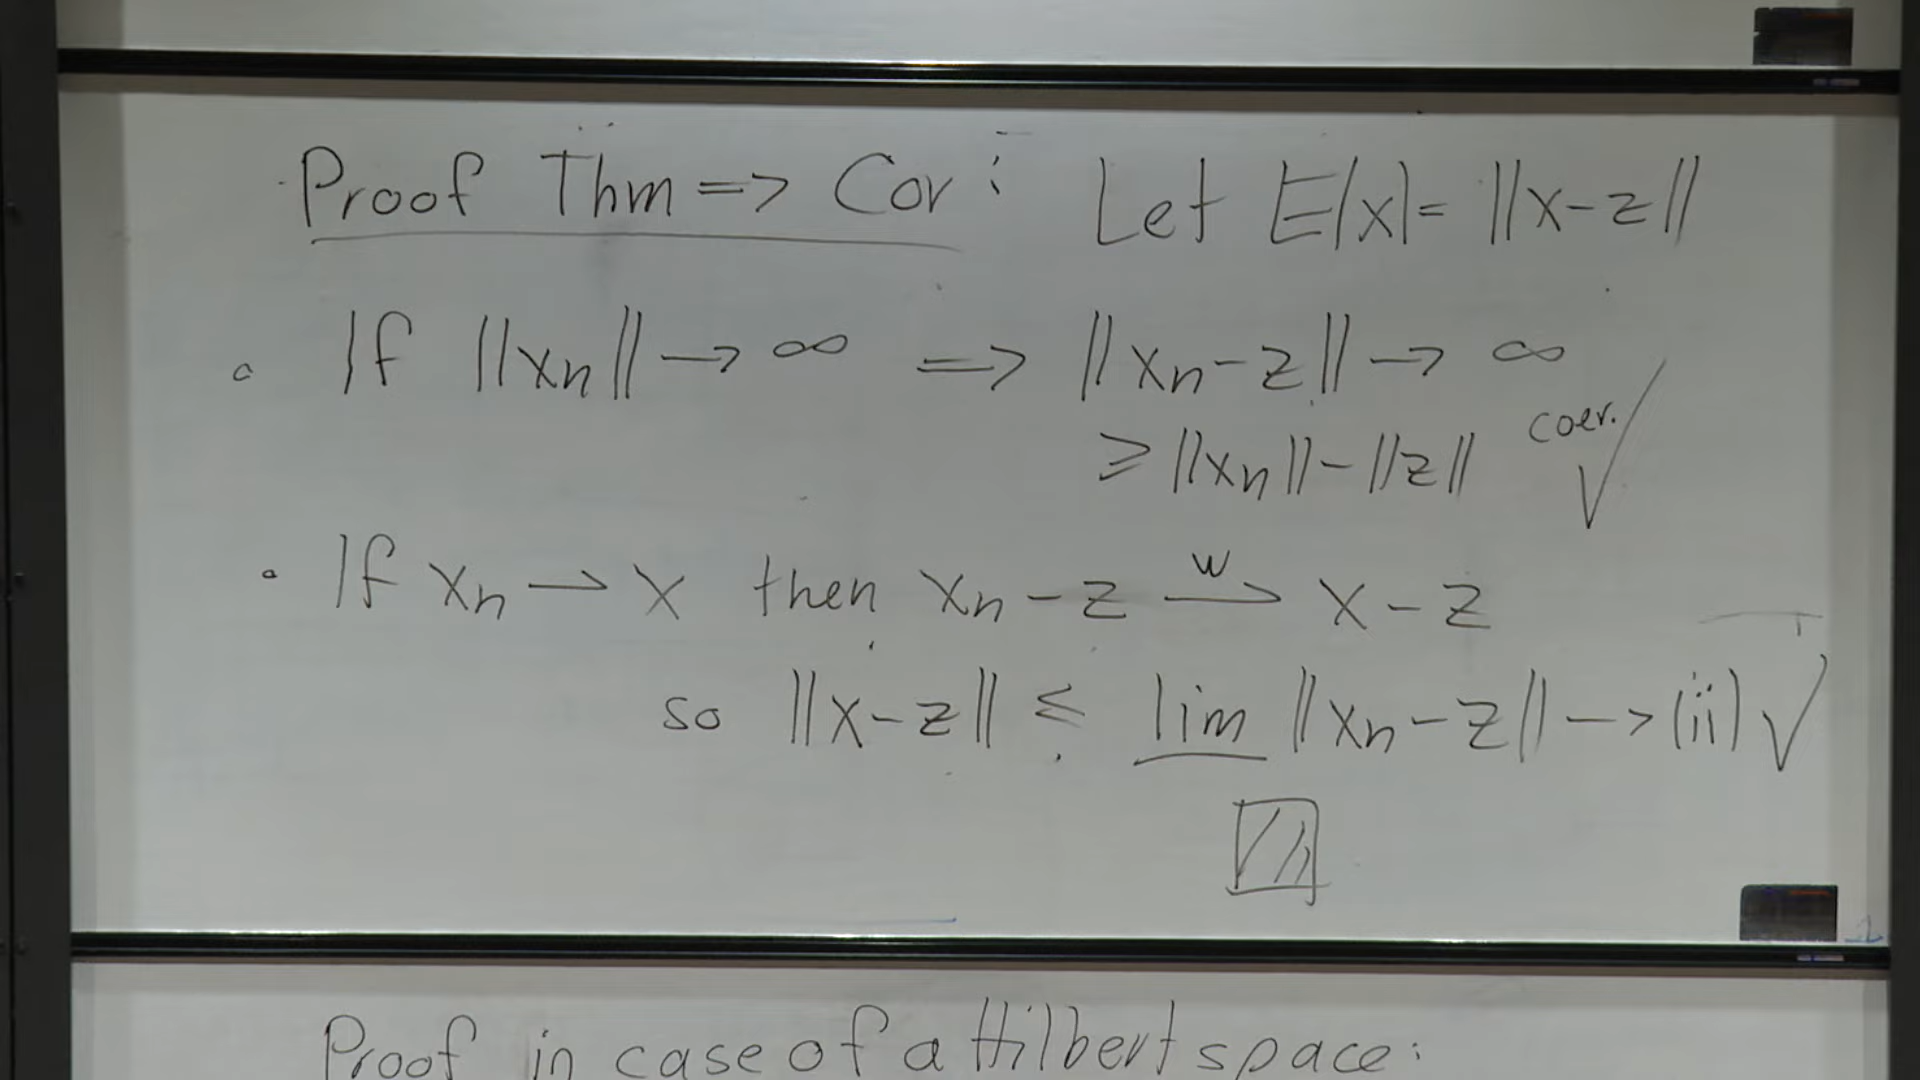 Proof Thm => Cor: Let E(x) = ||x-z||
• If ||xₙ|| → ∞ => ||xₙ-z|| → ∞
≥ ||xₙ|| - ||z|| coer. √
• If xₙ ⇀ x then xₙ - z ⇀ʷ x - z
so ||x-z|| ≤ lim ||xₙ-z|| → (ii) √
Proof in case of a Hilbert space: